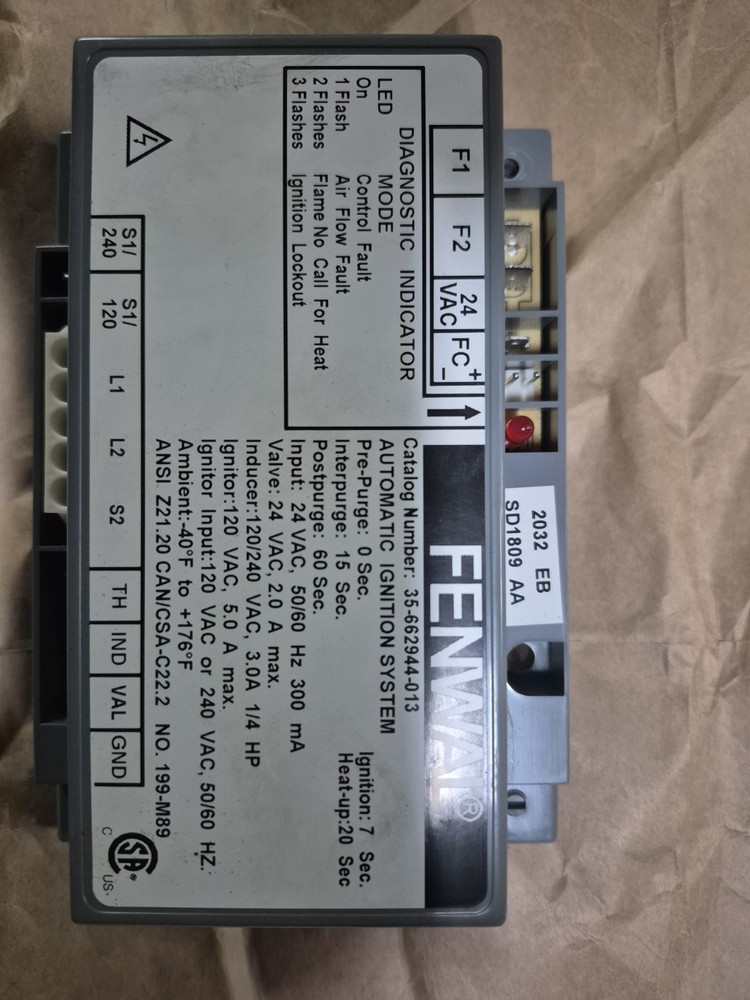 F1 F2 24 VAC FC + -
DIAGNOSTIC INDICATOR
LED MODE
On Control Fault
1 Flash Air Flow Fault
2 Flashes Flame No Call For Heat
3 Flashes Ignition Lockout
FENWAL®
Catalog Number: 35-662944-013
AUTOMATIC IGNITION SYSTEM
Pre-Purge: 0 Sec. Ignition: 7 Sec.
Interpurge: 15 Sec. Heat-up:20 Sec
Postpurge: 60 Sec.
Input: 24 VAC, 50/60 Hz 300 mA
Valve: 24 VAC, 2.0 A max.
Inducer:120/240 VAC, 3.0A 1/4 HP
Ignitor:120 VAC, 5.0 A max.
Ignitor Input:120 VAC or 240 VAC, 50/60 HZ.
Ambient:-40°F to +176°F
ANSI Z21.20 CAN/CSA-C22.2 NO. 199-M89
S1/240 S1/120 L1 L2 S2 TH IND VAL GND
C SA® US
2032 EB
SD1809 AA